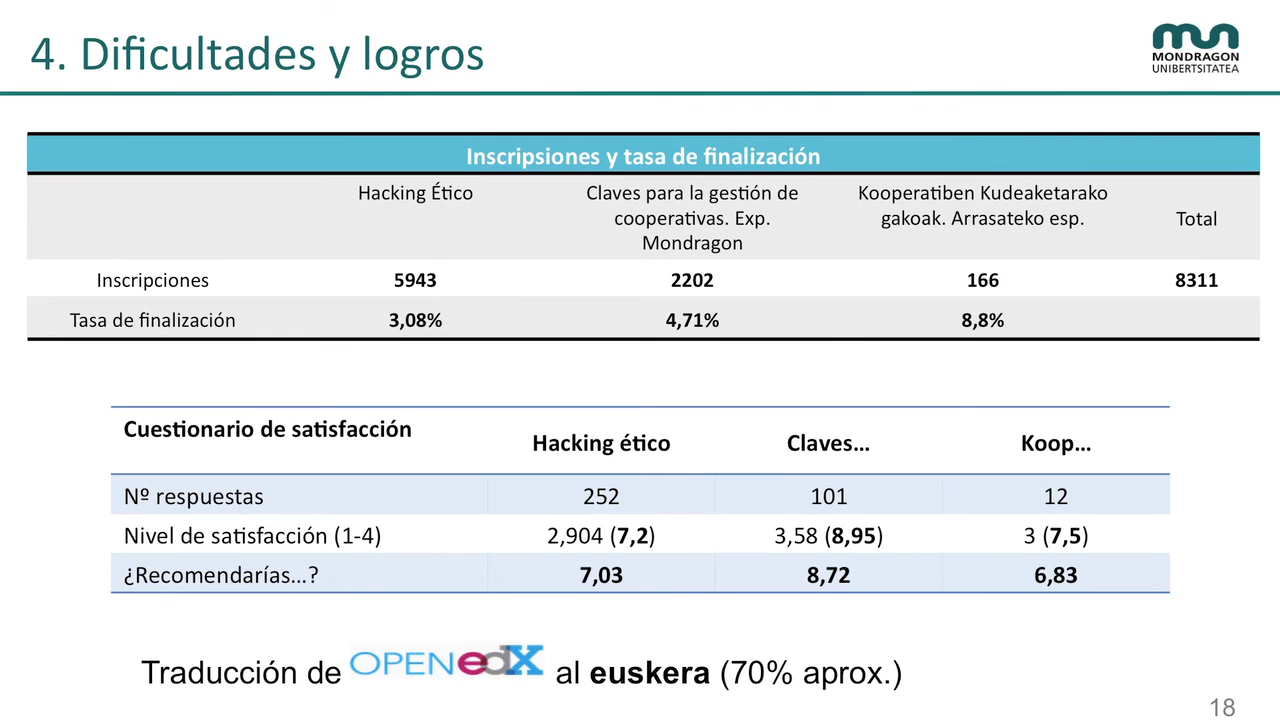 4. Dificultades y logros
MONDRAGON
UNIBERTSITATEA
Inscripsiones y tasa de finalización
Hacking Ético
Claves para la gestión de
cooperativas. Exp.
Mondragon
Kooperatiben Kudeaketarako
gakoak. Arrasateko esp.
Total
Inscripciones 5943 2202 166 8311
Tasa de finalización 3,08% 4,71% 8,8%
Cuestionario de satisfacción Hacking ético Claves... Koop...
Nº respuestas 252 101 12
Nivel de satisfacción (1-4) 2,904 (7,2) 3,58 (8,95) 3 (7,5)
¿Recomendarías...? 7,03 8,72 6,83
Traducción de OPEN edX al euskera (70% aprox.)
18